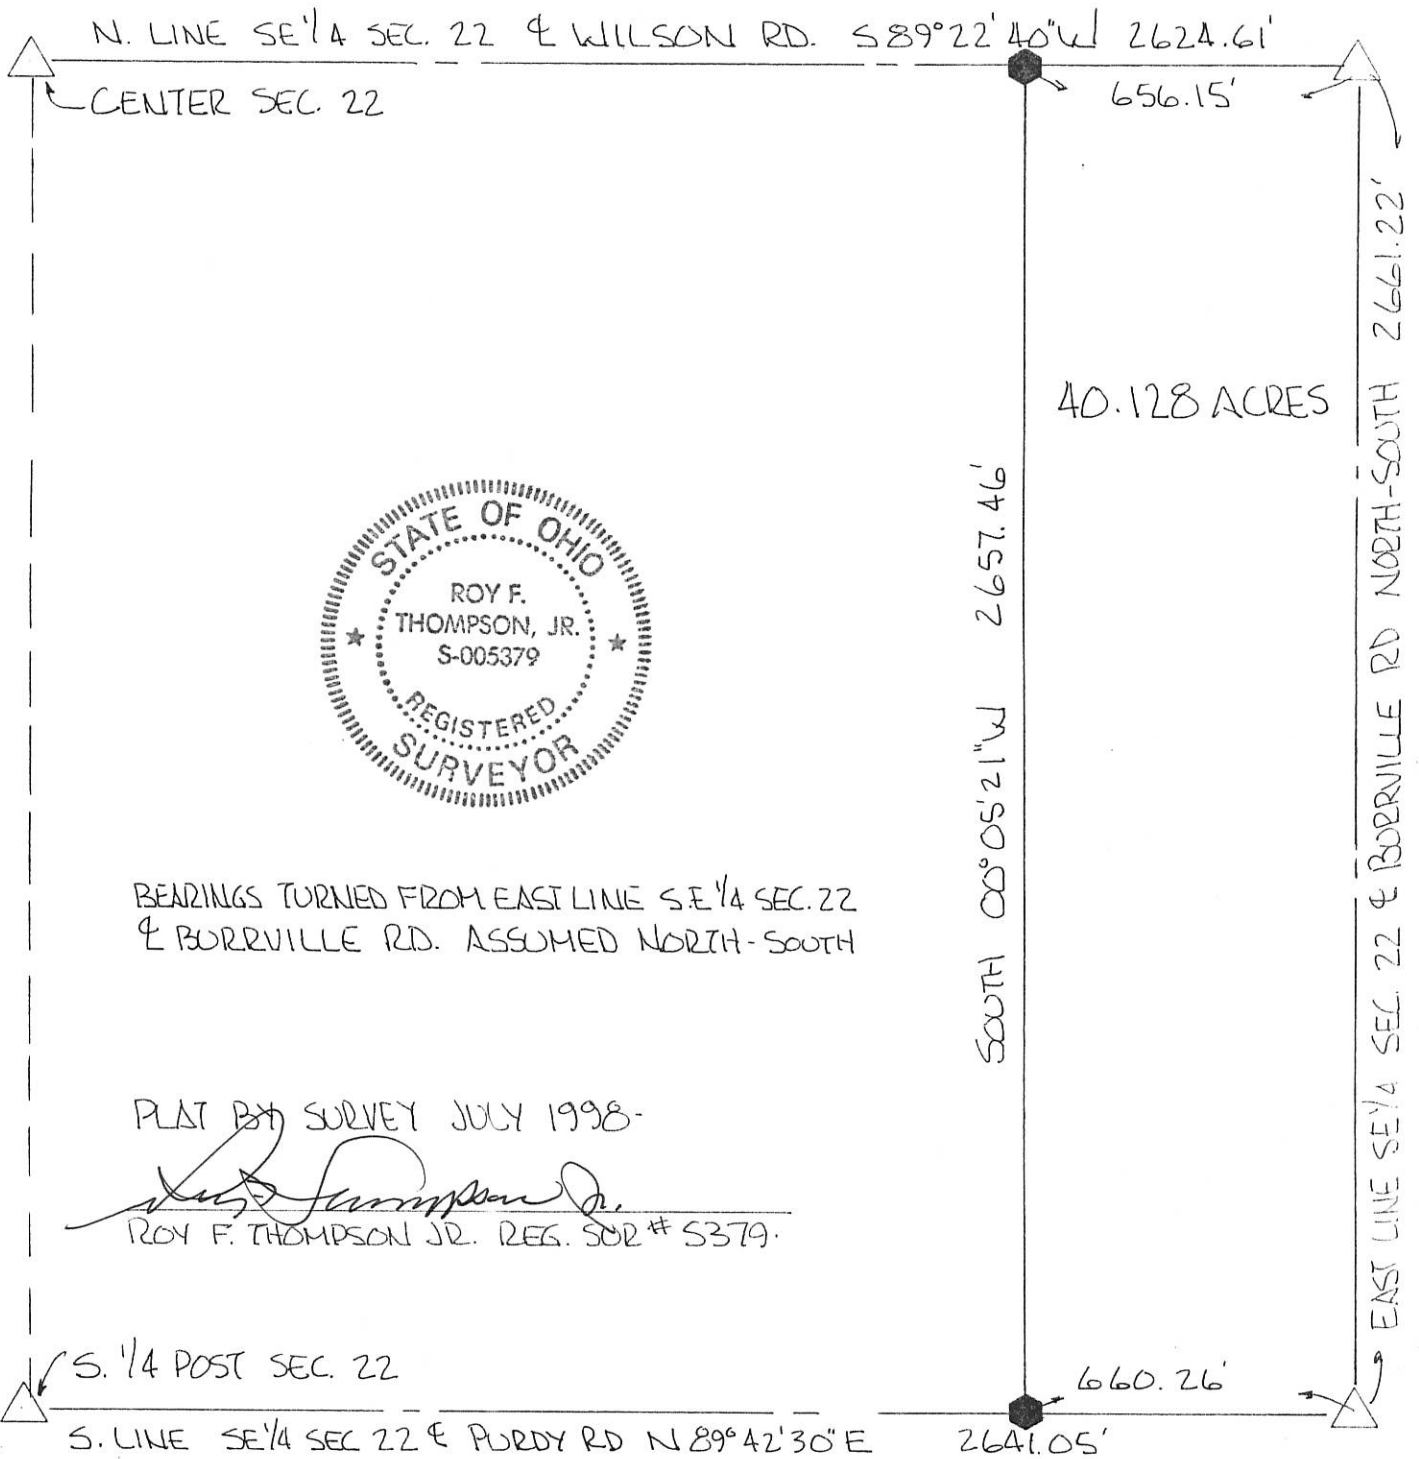 N. LINE SE 1/4 SEC. 22 ℄ WILSON RD. S 89°22'40"W 2624.61'
CENTER SEC. 22
656.15'
EAST LINE SE 1/4 SEC. 22 ℄ BURRVILLE RD NORTH-SOUTH 2661.22'
40.128 ACRES
SOUTH 00°05'21"W 2657.46'
STATE OF OHIO
ROY F.
THOMPSON, JR.
S-005379
REGISTERED
SURVEYOR
BEARINGS TURNED FROM EAST LINE S.E 1/4 SEC. 22
℄ BURRVILLE RD. ASSUMED NORTH-SOUTH
PLAT BY SURVEY JULY 1998-
Roy F Thompson Jr.
ROY F. THOMPSON JR. REG. SUR # 5379.
S. 1/4 POST SEC. 22
660.26'
S. LINE SE 1/4 SEC 22 ℄ PURDY RD N 89°42'30"E 2641.05'